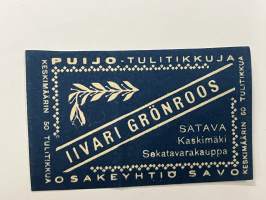 PUIJO-TULITIKKUJA
KESKIMÄÄRIN 50 TULITIKKUA
IIVARI GRÖNROOS
SATAVA
Kaskimäki
Sekatavarakauppa
KESKIMÄÄRIN 50 TULITIKKUA
OSAKEYHTIÖ SAVO